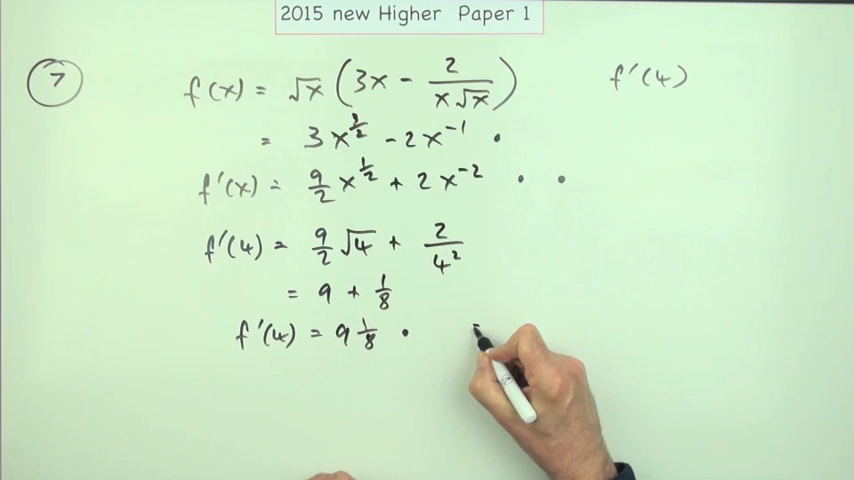 2015 new Higher Paper 1
7 f(x) = √x (3x - 2/(x√x)) f'(4)
= 3x^(3/2) - 2x^(-1) •
f'(x) = 9/2 x^(1/2) + 2x^(-2) • •
f'(4) = 9/2 √4 + 2/4²
= 9 + 1/8
f'(4) = 9 1/8 •